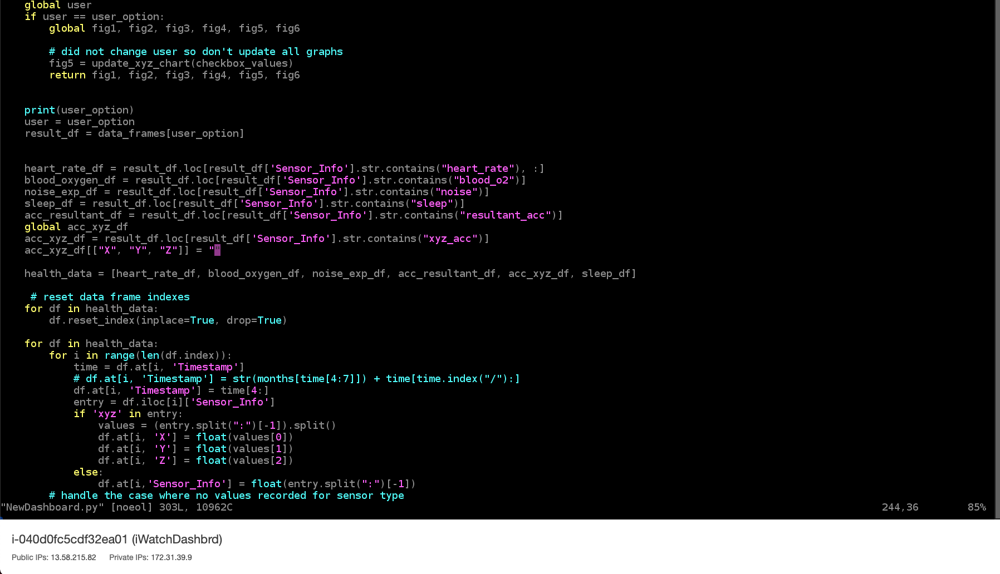 global user
if user == user_option:
global fig1, fig2, fig3, fig4, fig5, fig6
# did not change user so don't update all graphs
fig5 = update_xyz_chart(checkbox_values)
return fig1, fig2, fig3, fig4, fig5, fig6
print(user_option)
user = user_option
result_df = data_frames[user_option]
heart_rate_df = result_df.loc[result_df['Sensor_Info'].str.contains("heart_rate"), :]
blood_oxygen_df = result_df.loc[result_df['Sensor_Info'].str.contains("blood_o2")]
noise_exp_df = result_df.loc[result_df['Sensor_Info'].str.contains("noise")]
sleep_df = result_df.loc[result_df['Sensor_Info'].str.contains("sleep")]
acc_resultant_df = result_df.loc[result_df['Sensor_Info'].str.contains("resultant_acc")]
global acc_xyz_df
acc_xyz_df = result_df.loc[result_df['Sensor_Info'].str.contains("xyz_acc")]
acc_xyz_df[["X", "Y", "Z"]] = ""
health_data = [heart_rate_df, blood_oxygen_df, noise_exp_df, acc_resultant_df, acc_xyz_df, sleep_df]
# reset data frame indexes
for df in health_data:
df.reset_index(inplace=True, drop=True)
for df in health_data:
for i in range(len(df.index)):
time = df.at[i, 'Timestamp']
# df.at[i, 'Timestamp'] = str(months[time[4:7]]) + time[time.index("/"):]
df.at[i, 'Timestamp'] = time[4:]
entry = df.iloc[i]['Sensor_Info']
if 'xyz' in entry:
values = (entry.split(":")[-1]).split()
df.at[i, 'X'] = float(values[0])
df.at[i, 'Y'] = float(values[1])
df.at[i, 'Z'] = float(values[2])
else:
df.at[i,'Sensor_Info'] = float(entry.split(":")[-1])
# handle the case where no values recorded for sensor type
"NewDashboard.py" [noeol] 303L, 10962C 244,36 85%
i-040d0fc5cdf32ea01 (iWatchDashbrd)
Public IPs: 13.58.215.82 Private IPs: 172.31.39.9